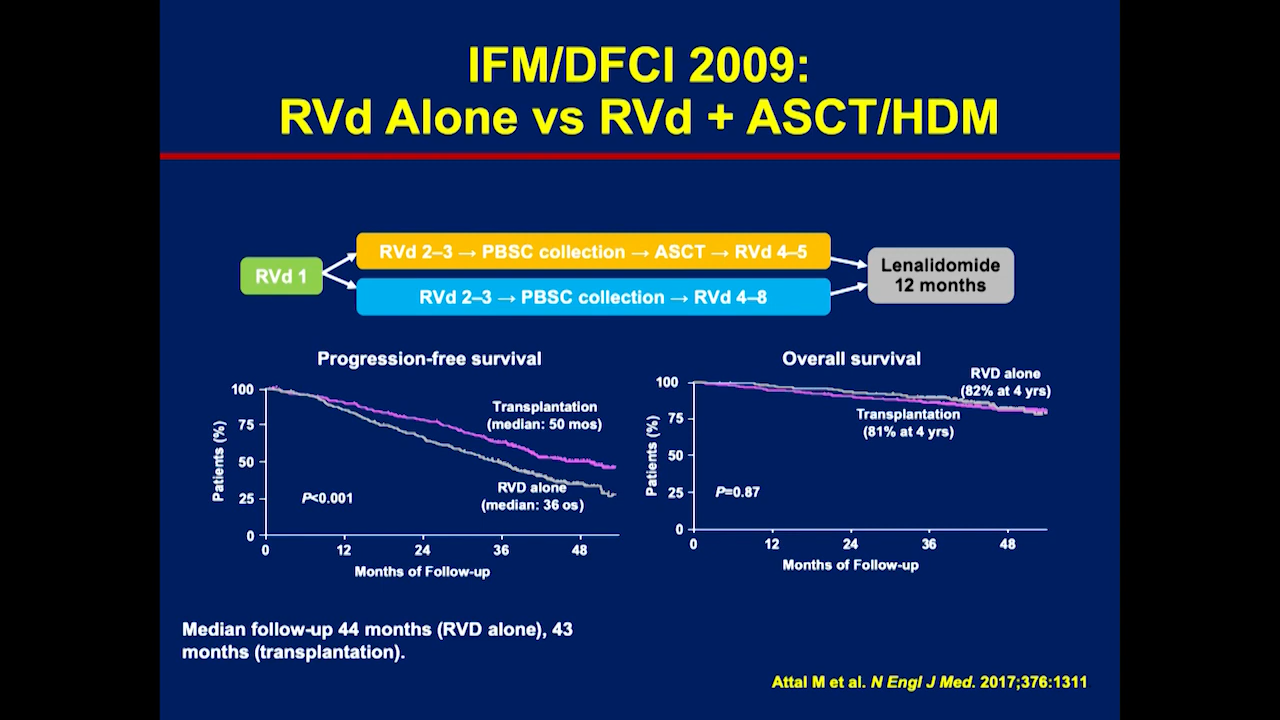 IFM/DFCI 2009:
RVd Alone vs RVd + ASCT/HDM
RVd 1
RVd 2–3 → PBSC collection → ASCT → RVd 4–5
RVd 2–3 → PBSC collection → RVd 4–8
Lenalidomide
12 months
Progression-free survival
Patients (%)
100
75
50
25
0
Transplantation
(median: 50 mos)
RVD alone
(median: 36 os)
P<0.001
0 12 24 36 48
Months of Follow-up
Overall survival
Patients (%)
100
75
50
25
0
RVD alone
(82% at 4 yrs)
Transplantation
(81% at 4 yrs)
P=0.87
0 12 24 36 48
Months of Follow-up
Median follow-up 44 months (RVD alone), 43
months (transplantation).
Attal M et al. N Engl J Med. 2017;376:1311